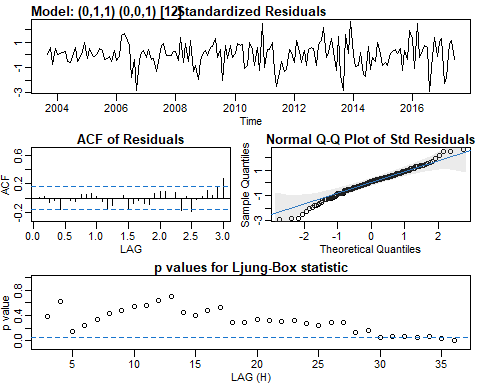 Model: (0,1,1) (0,0,1) [12] Standardized Residuals
-3 -1 1
2004 2006 2008 2010 2012 2014 2016
Time
ACF of Residuals
ACF
-0.2 0.2 0.6
0.0 0.5 1.0 1.5 2.0 2.5 3.0
LAG
Normal Q-Q Plot of Std Residuals
Sample Quantiles
-3 -1 1
-2 -1 0 1 2
Theoretical Quantiles
p values for Ljung-Box statistic
p value
0.0 0.4 0.8
5 10 15 20 25 30 35
LAG (H)